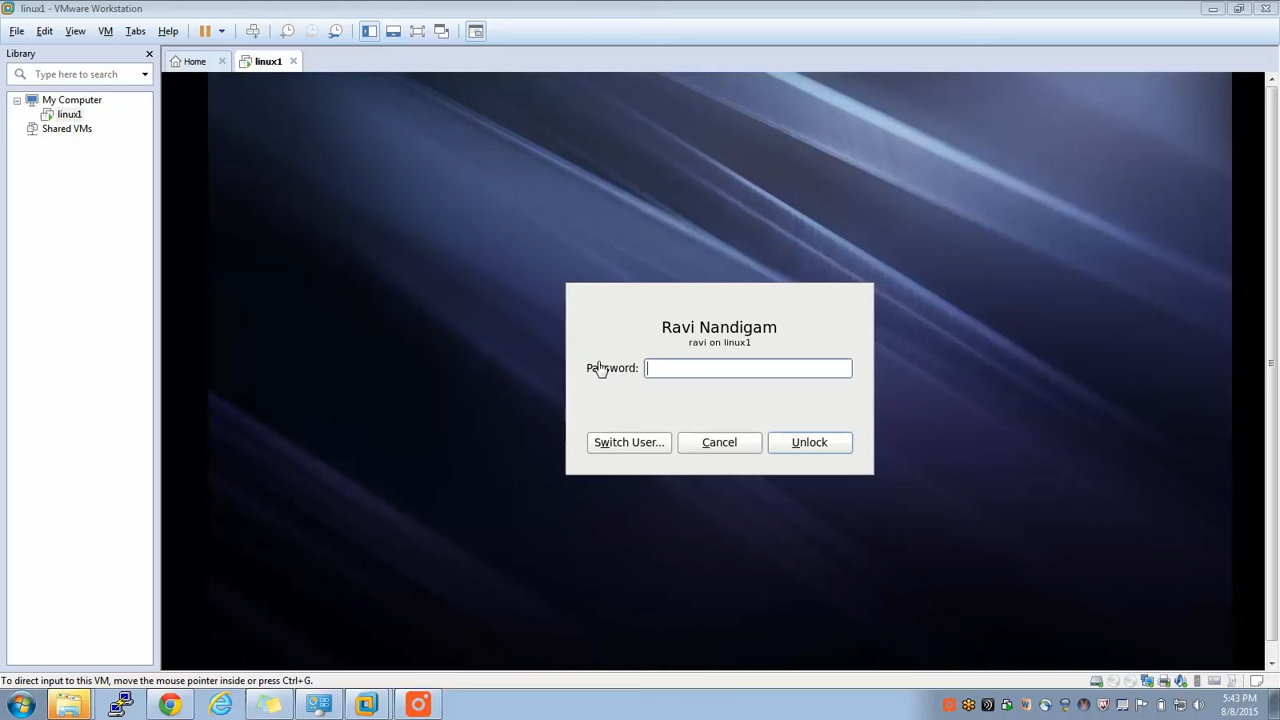 linux1 - VMware Workstation
File Edit View VM Tabs Help
Library
Home
linux1
Type here to search
My Computer
linux1
Shared VMs
Ravi Nandigam
ravi on linux1
Password:
Switch User...
Cancel
Unlock
To direct input to this VM, move the mouse pointer inside or press Ctrl+G.
5:43 PM
8/8/2015